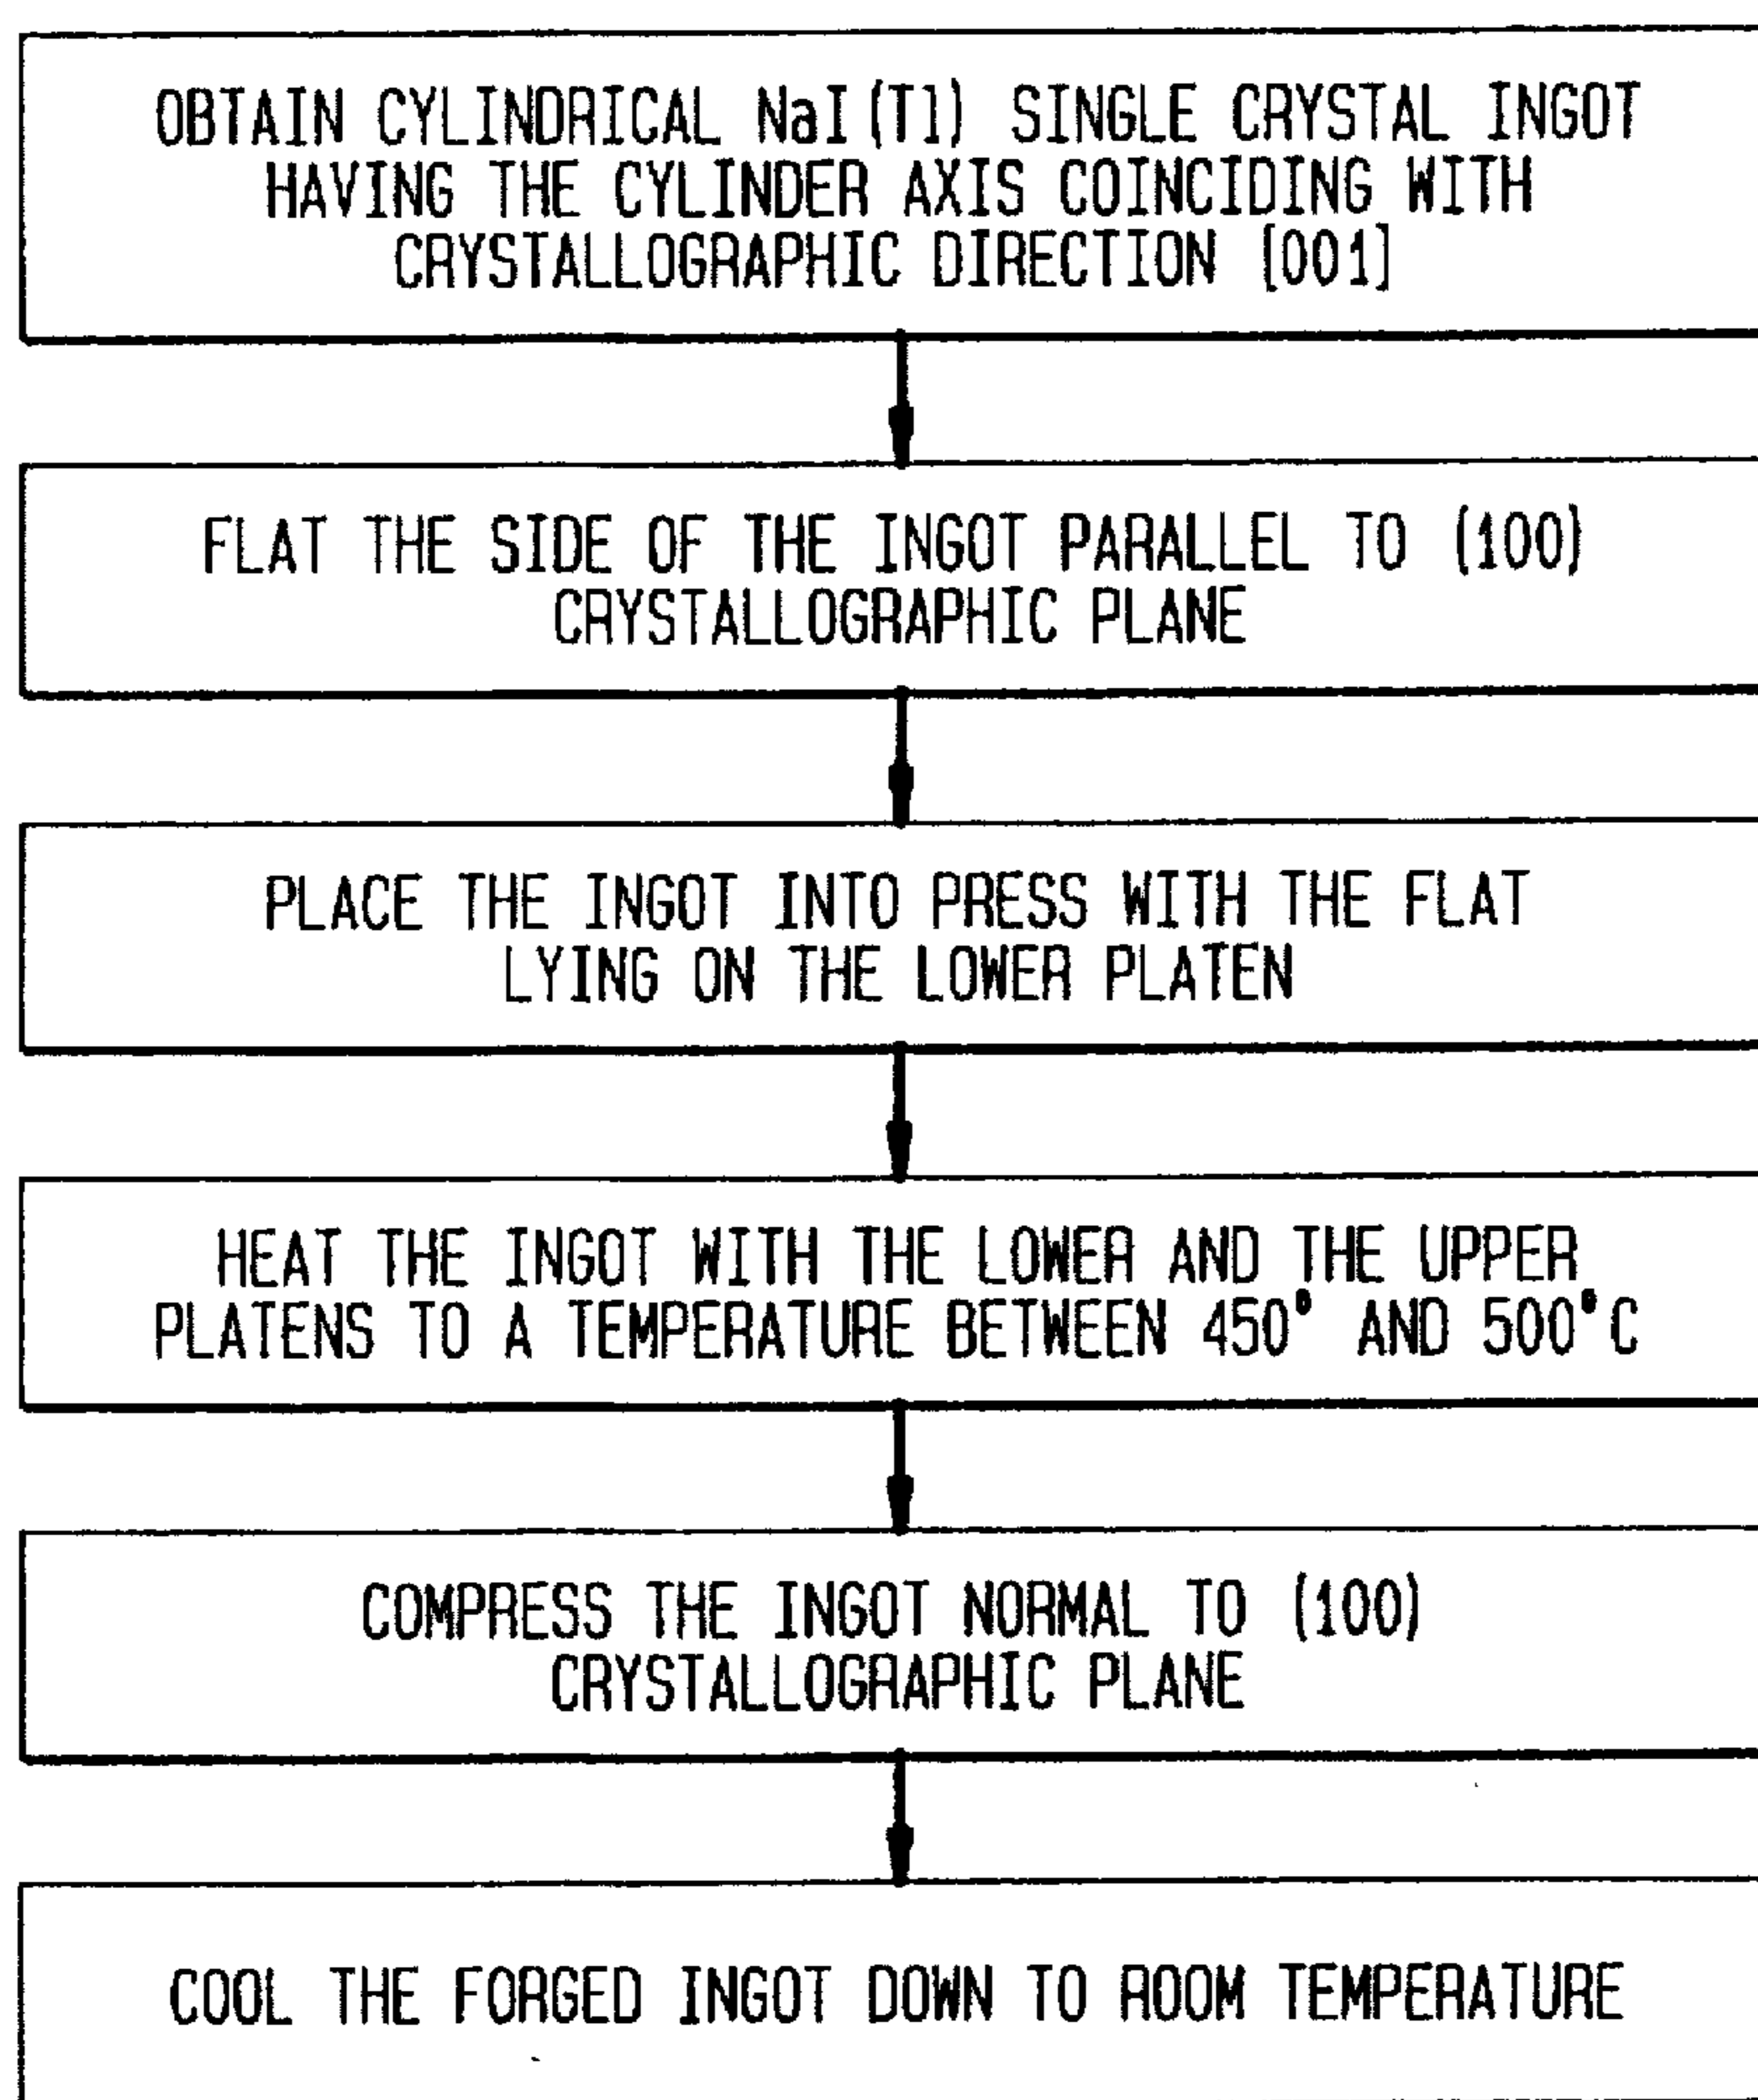 OBTAIN CYLINDRICAL NaI(Tl) SINGLE CRYSTAL INGOT
HAVING THE CYLINDER AXIS COINCIDING WITH
CRYSTALLOGRAPHIC DIRECTION [001]
FLAT THE SIDE OF THE INGOT PARALLEL TO (100)
CRYSTALLOGRAPHIC PLANE
PLACE THE INGOT INTO PRESS WITH THE FLAT
LYING ON THE LOWER PLATEN
HEAT THE INGOT WITH THE LOWER AND THE UPPER
PLATENS TO A TEMPERATURE BETWEEN 450° AND 500°C
COMPRESS THE INGOT NORMAL TO (100)
CRYSTALLOGRAPHIC PLANE
COOL THE FORGED INGOT DOWN TO ROOM TEMPERATURE